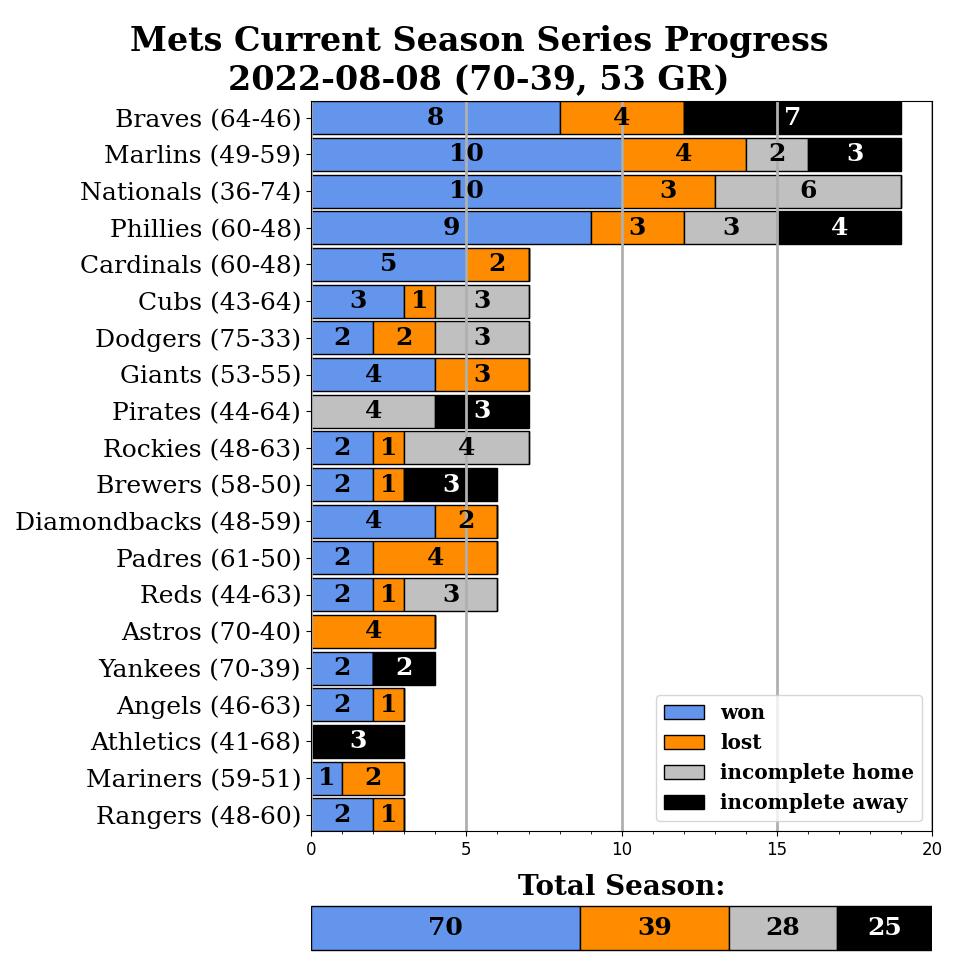 Mets Current Season Series Progress
2022-08-08 (70-39, 53 GR)
Braves (64-46) 8 4 7
Marlins (49-59) 10 4 2 3
Nationals (36-74) 10 3 6
Phillies (60-48) 9 3 3 4
Cardinals (60-48) 5 2
Cubs (43-64) 3 1 3
Dodgers (75-33) 2 2 3
Giants (53-55) 4 3
Pirates (44-64) 4 3
Rockies (48-63) 2 1 4
Brewers (58-50) 2 1 3
Diamondbacks (48-59) 4 2
Padres (61-50) 2 4
Reds (44-63) 2 1 3
Astros (70-40) 4
Yankees (70-39) 2 2
Angels (46-63) 2 1
Athletics (41-68) 3
Mariners (59-51) 1 2
Rangers (48-60) 2 1
won
lost
incomplete home
incomplete away
0 5 10 15 20
Total Season:
70 39 28 25